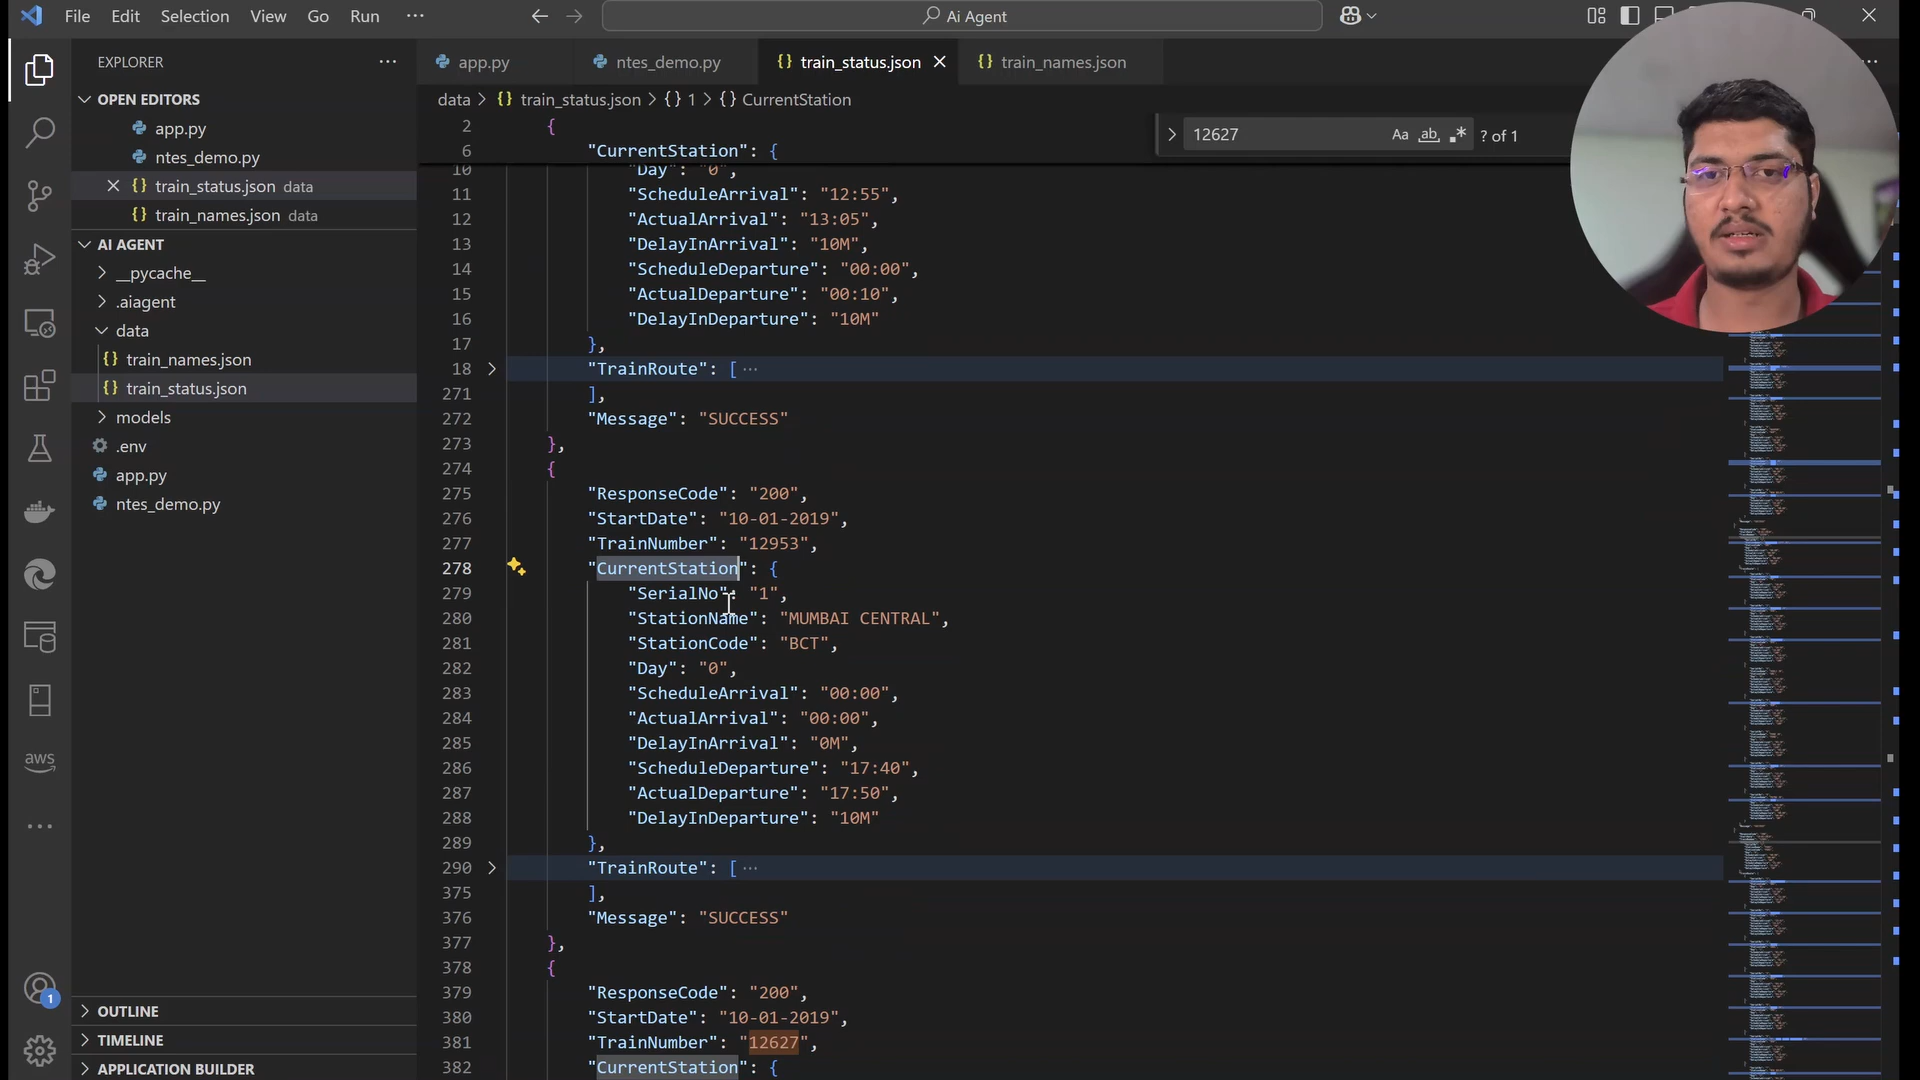 File Edit Selection View Go Run ···
Ai Agent
EXPLORER ···
OPEN EDITORS
app.py
ntes_demo.py
train_status.json data
train_names.json data
AI AGENT
__pycache__
.aiagent
data
train_names.json
train_status.json
models
.env
app.py
ntes_demo.py
OUTLINE
TIMELINE
APPLICATION BUILDER
aws
1
app.py ntes_demo.py train_status.json train_names.json
data > {} train_status.json > {} 1 > {} CurrentStation
12627 Aa ab .* ? of 1
2 {
6 "CurrentStation": {
10 "Day": "0",
11 "ScheduleArrival": "12:55",
12 "ActualArrival": "13:05",
13 "DelayInArrival": "10M",
14 "ScheduleDeparture": "00:00",
15 "ActualDeparture": "00:10",
16 "DelayInDeparture": "10M"
17 },
18 "TrainRoute": [ ···
271 ],
272 "Message": "SUCCESS"
273 },
274 {
275 "ResponseCode": "200",
276 "StartDate": "10-01-2019",
277 "TrainNumber": "12953",
278 "CurrentStation": {
279 "SerialNo": "1",
280 "StationName": "MUMBAI CENTRAL",
281 "StationCode": "BCT",
282 "Day": "0",
283 "ScheduleArrival": "00:00",
284 "ActualArrival": "00:00",
285 "DelayInArrival": "0M",
286 "ScheduleDeparture": "17:40",
287 "ActualDeparture": "17:50",
288 "DelayInDeparture": "10M"
289 },
290 "TrainRoute": [ ···
375 ],
376 "Message": "SUCCESS"
377 },
378 {
379 "ResponseCode": "200",
380 "StartDate": "10-01-2019",
381 "TrainNumber": "12627",
382 "CurrentStation": {